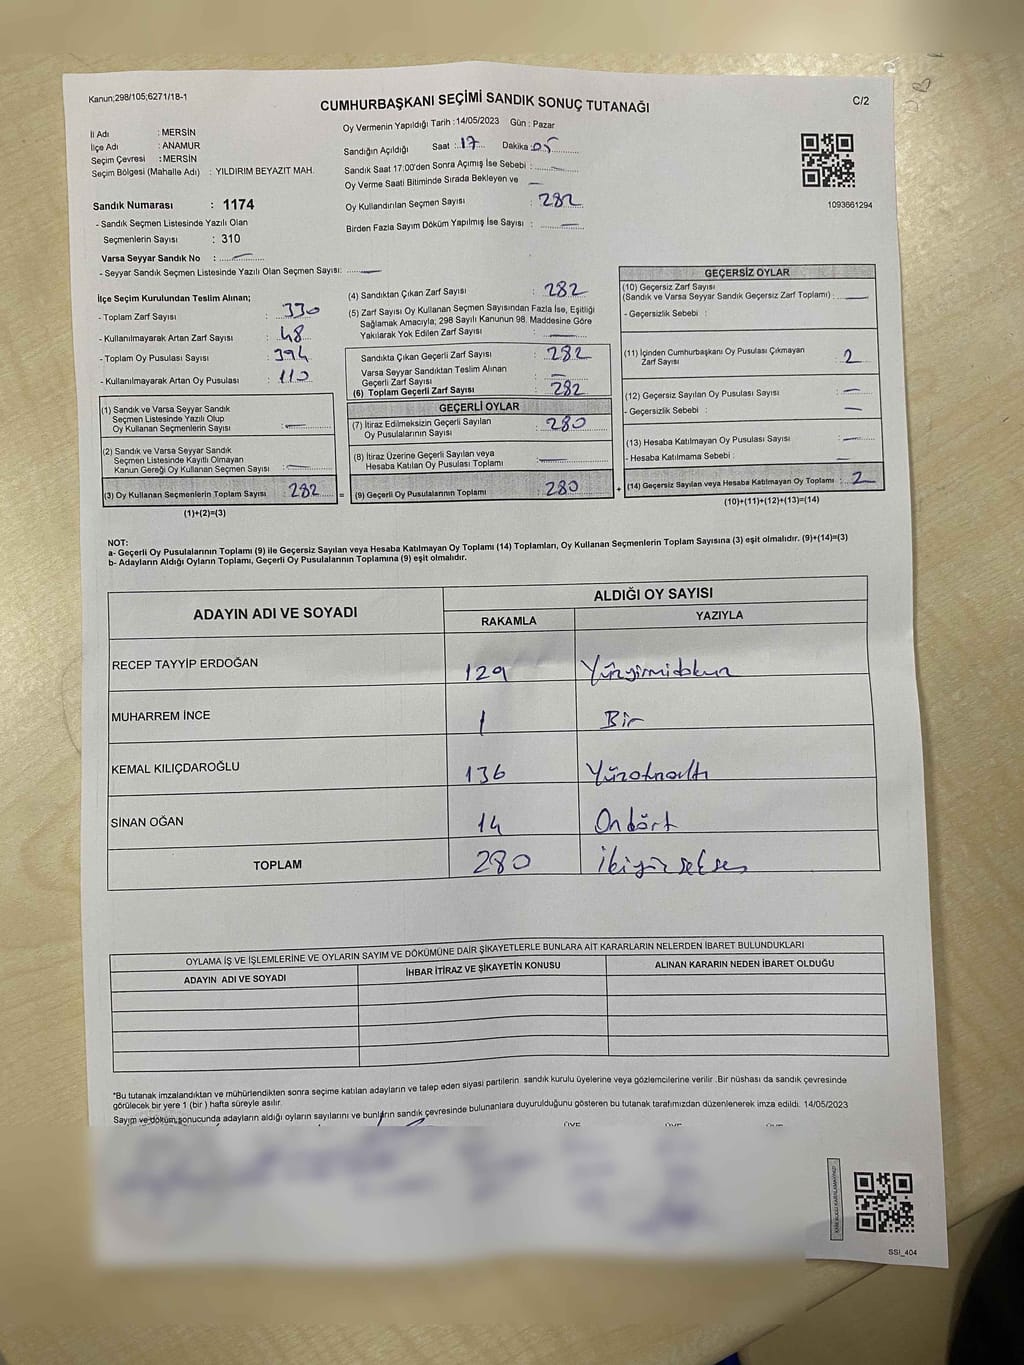 Kanun;298/105;6271/18-1
CUMHURBAŞKANI SEÇİMİ SANDIK SONUÇ TUTANAĞI
C/2
İl Adı : MERSİN
İlçe Adı : ANAMUR
Seçim Çevresi : MERSİN
Seçim Bölgesi (Mahalle Adı) : YILDIRIM BEYAZIT MAH.
Sandık Numarası : 1174
- Sandık Seçmen Listesinde Yazılı Olan
Seçmenlerin Sayısı : 310
Varsa Seyyar Sandık No : —
- Seyyar Sandık Seçmen Listesinde Yazılı Olan Seçmen Sayısı: —
Oy Vermenin Yapıldığı Tarih : 14/05/2023 Gün : Pazar
Sandığın Açıldığı Saat : 17 Dakika : 05
Sandık Saat 17:00'den Sonra Açımış İse Sebebi : —
Oy Verme Saati Bitiminde Sırada Bekleyen ve —
Oy Kullandırılan Seçmen Sayısı : 282
Birden Fazla Sayım Döküm Yapılmış İse Sayısı : —
1093661294
İlçe Seçim Kurulundan Teslim Alınan;
- Toplam Zarf Sayısı : 330
- Kullanılmayarak Artan Zarf Sayısı : 48
- Toplam Oy Pusulası Sayısı : 394
- Kullanılmayarak Artan Oy Pusulası : 110
(1) Sandık ve Varsa Seyyar Sandık
Seçmen Listesinde Yazılı Olup
Oy Kullanan Seçmenlerin Sayısı : —
(2) Sandık ve Varsa Seyyar Sandık
Seçmen Listesinde Kayıtlı Olmayan
Kanun Gereği Oy Kullanan Seçmen Sayısı : —
(3) Oy Kullanan Seçmenlerin Toplam Sayısı : 282 =
(1)+(2)=(3)
(4) Sandıktan Çıkan Zarf Sayısı : 282
(5) Zarf Sayısı Oy Kullanan Seçmen Sayısından Fazla İse, Eşitliği
Sağlamak Amacıyla; 298 Sayılı Kanunun 98. Maddesine Göre
Yakılarak Yok Edilen Zarf Sayısı : —
Sandıkta Çıkan Geçerli Zarf Sayısı : 282
Varsa Seyyar Sandıktan Teslim Alınan
Geçerli Zarf Sayısı : —
(6) Toplam Geçerli Zarf Sayısı : 282
GEÇERLİ OYLAR
(7) İtiraz Edilmeksizin Geçerli Sayılan
Oy Pusulalarının Sayısı : 280
(8) İtiraz Üzerine Geçerli Sayılan veya
Hesaba Katılan Oy Pusulası Toplamı : —
(9) Geçerli Oy Pusulalarının Toplamı : 280 +
GEÇERSİZ OYLAR
(10) Geçersiz Zarf Sayısı
(Sandık ve Varsa Seyyar Sandık Geçersiz Zarf Toplamı) : —
- Geçersizlik Sebebi :
(11) İçinden Cumhurbaşkanı Oy Pusulası Çıkmayan
Zarf Sayısı : 2
(12) Geçersiz Sayılan Oy Pusulası Sayısı : —
- Geçersizlik Sebebi : —
(13) Hesaba Katılmayan Oy Pusulası Sayısı : —
- Hesaba Katılmama Sebebi : —
(14) Geçersiz Sayılan veya Hesaba Katılmayan Oy Toplamı : 2
(10)+(11)+(12)+(13)=(14)
NOT:
a- Geçerli Oy Pusulalarının Toplamı (9) ile Geçersiz Sayılan veya Hesaba Katılmayan Oy Toplamı (14) Toplamları, Oy Kullanan Seçmenlerin Toplam Sayısına (3) eşit olmalıdır. (9)+(14)=(3)
b- Adayların Aldığı Oyların Toplamı, Geçerli Oy Pusulalarının Toplamına (9) eşit olmalıdır.
ADAYIN ADI VE SOYADI
ALDIĞI OY SAYISI
RAKAMLA YAZIYLA
RECEP TAYYİP ERDOĞAN 129 Yüzyirmidokuz
MUHARREM İNCE 1 Bir
KEMAL KILIÇDAROĞLU 136 Yüzotuzaltı
SİNAN OĞAN 14 Ondört
TOPLAM 280 İkiyüzseksen
OYLAMA İŞ VE İŞLEMLERİNE VE OYLARIN SAYIM VE DÖKÜMÜNE DAİR ŞİKAYETLERLE BUNLARA AİT KARARLARIN NELERDEN İBARET BULUNDUKLARI
ADAYIN ADI VE SOYADI İHBAR İTİRAZ VE ŞİKAYETİN KONUSU ALINAN KARARIN NEDEN İBARET OLDUĞU
*Bu tutanak imzalandıktan ve mühürlendikten sonra seçime katılan adayların ve talep eden siyasi partilerin sandık kurulu üyelerine veya gözlemcilerine verilir .Bir nüshası da sandık çevresinde
görülecek bir yere 1 (bir ) hafta süreyle asılır.
Sayım ve döküm sonucunda adayların aldığı oyların sayılarını ve bunların sandık çevresinde bulunanlara duyurulduğunu gösteren bu tutanak tarafımızdan düzenlenerek imza edildi. 14/05/2023
SSI_404